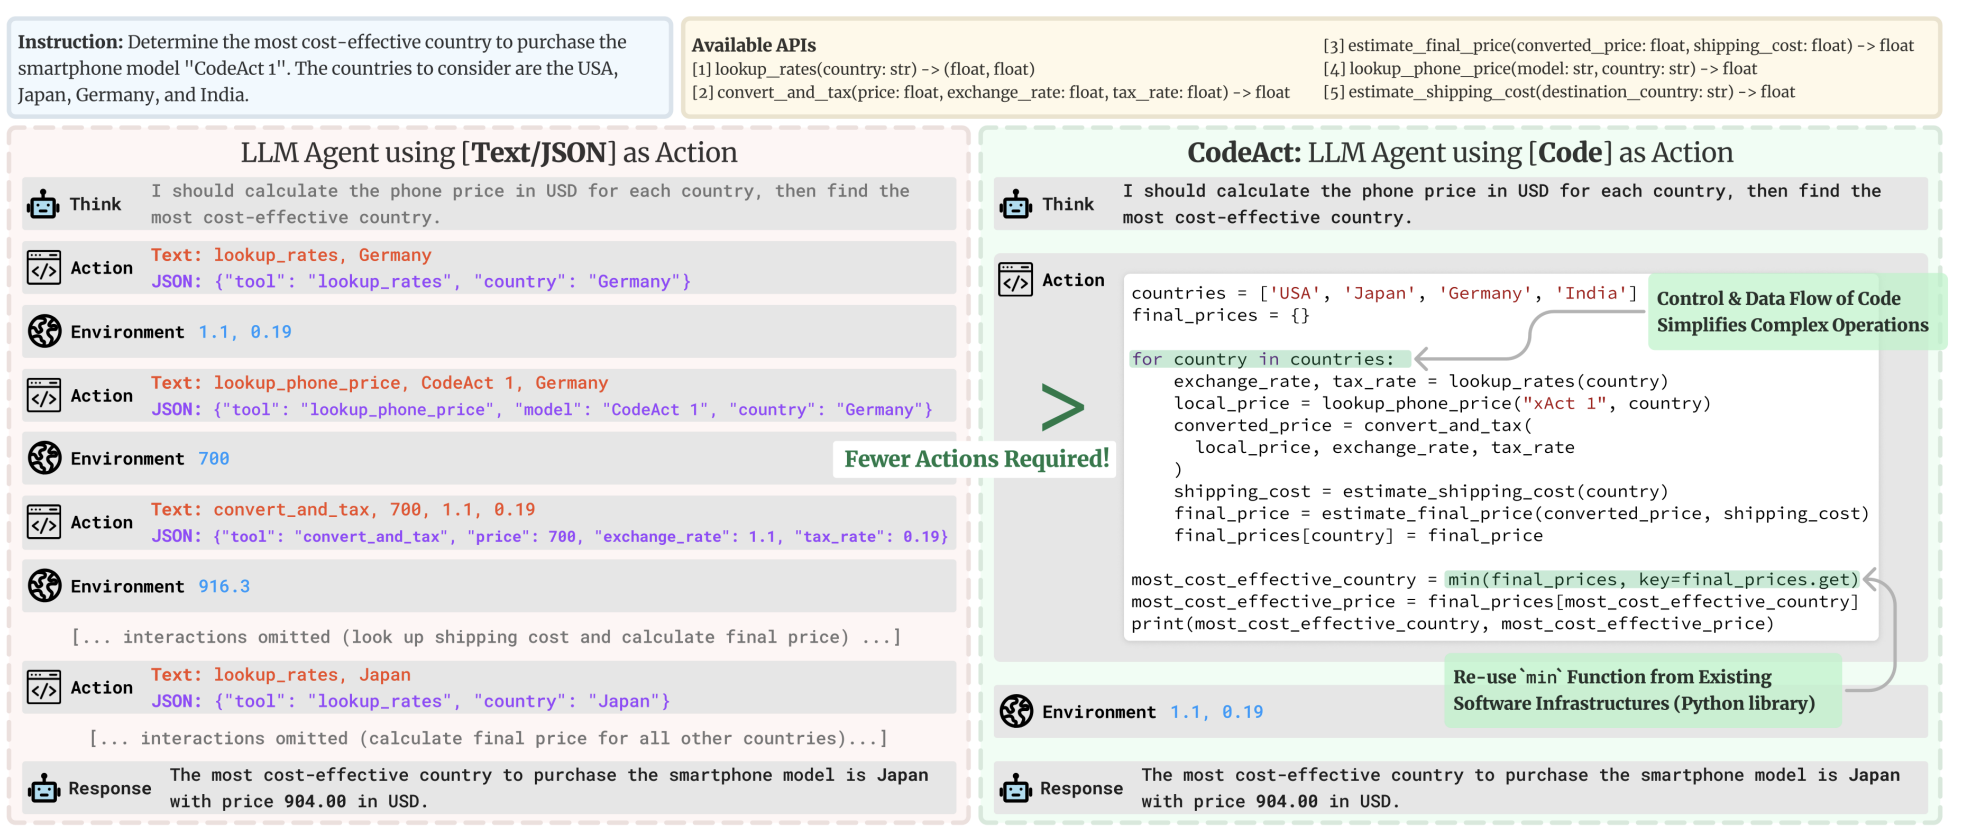 Instruction: Determine the most cost-effective country to purchase the
smartphone model "CodeAct 1". The countries to consider are the USA,
Japan, Germany, and India.
Available APIs
[1] lookup_rates(country: str) -> (float, float)
[2] convert_and_tax(price: float, exchange_rate: float, tax_rate: float) -> float
[3] estimate_final_price(converted_price: float, shipping_cost: float) -> float
[4] lookup_phone_price(model: str, country: str) -> float
[5] estimate_shipping_cost(destination_country: str) -> float
LLM Agent using [Text/JSON] as Action
Think
I should calculate the phone price in USD for each country, then find the
most cost-effective country.
Action
Text: lookup_rates, Germany
JSON: {"tool": "lookup_rates", "country": "Germany"}
Environment 1.1, 0.19
Action
Text: lookup_phone_price, CodeAct 1, Germany
JSON: {"tool": "lookup_phone_price", "model": "CodeAct 1", "country": "Germany"}
Environment 700
Action
Text: convert_and_tax, 700, 1.1, 0.19
JSON: {"tool": "convert_and_tax", "price": 700, "exchange_rate": 1.1, "tax_rate": 0.19}
Environment 916.3
[... interactions omitted (look up shipping cost and calculate final price) ...]
Action
Text: lookup_rates, Japan
JSON: {"tool": "lookup_rates", "country": "Japan"}
[... interactions omitted (calculate final price for all other countries)...]
Response
The most cost-effective country to purchase the smartphone model is Japan
with price 904.00 in USD.
>
Fewer Actions Required!
CodeAct: LLM Agent using [Code] as Action
Think
I should calculate the phone price in USD for each country, then find the
most cost-effective country.
Action
countries = ['USA', 'Japan', 'Germany', 'India']
final_prices = {}
for country in countries:
exchange_rate, tax_rate = lookup_rates(country)
local_price = lookup_phone_price("xAct 1", country)
converted_price = convert_and_tax(
local_price, exchange_rate, tax_rate
)
shipping_cost = estimate_shipping_cost(country)
final_price = estimate_final_price(converted_price, shipping_cost)
final_prices[country] = final_price
most_cost_effective_country = min(final_prices, key=final_prices.get)
most_cost_effective_price = final_prices[most_cost_effective_country]
print(most_cost_effective_country, most_cost_effective_price)
Control & Data Flow of Code
Simplifies Complex Operations
Re-use `min` Function from Existing
Software Infrastructures (Python library)
Environment 1.1, 0.19
Response
The most cost-effective country to purchase the smartphone model is Japan
with price 904.00 in USD.